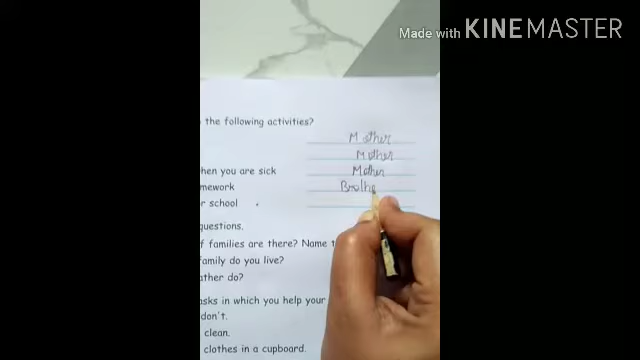 Made with KINEMASTER
the following activities?
Mother
Mother
hen you are sick Mother
mework Brothe
r school
questions.
f families are there? Name t
family do you live?
ather do?
asks in which you help your
don't.
clean.
clothes in a cupboard.